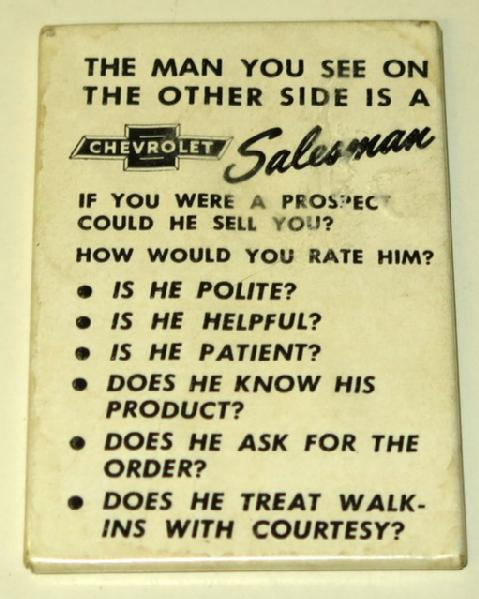 THE MAN YOU SEE ON
THE OTHER SIDE IS A
CHEVROLET Salesman
IF YOU WERE A PROSPECT
COULD HE SELL YOU?
HOW WOULD YOU RATE HIM?
• IS HE POLITE?
• IS HE HELPFUL?
• IS HE PATIENT?
• DOES HE KNOW HIS
PRODUCT?
• DOES HE ASK FOR THE
ORDER?
• DOES HE TREAT WALK-
INS WITH COURTESY?